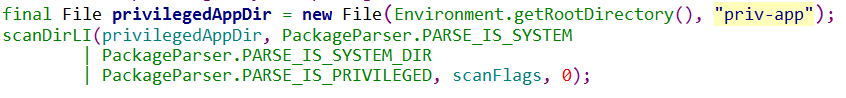 final File privilegedAppDir = new File(Environment.getRootDirectory(), "priv-app");
scanDirLI(privilegedAppDir, PackageParser.PARSE_IS_SYSTEM
        | PackageParser.PARSE_IS_SYSTEM_DIR
        | PackageParser.PARSE_IS_PRIVILEGED, scanFlags, 0);